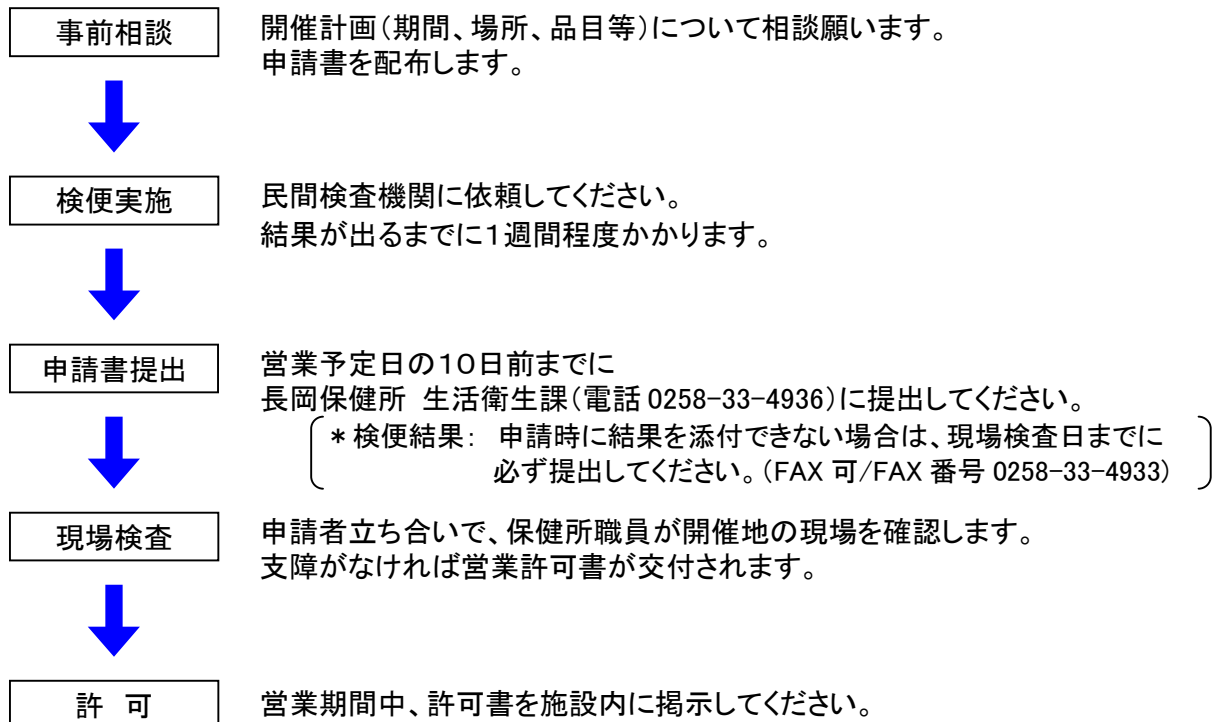 事前相談
開催計画（期間、場所、品目等）について相談願います。
申請書を配布します。
検便実施
民間検査機関に依頼してください。
結果が出るまでに１週間程度かかります。
申請書提出
営業予定日の１０日前までに
長岡保健所 生活衛生課（電話 0258-33-4936）に提出してください。
＊検便結果： 申請時に結果を添付できない場合は、現場検査日までに
必ず提出してください。（FAX 可/FAX 番号 0258-33-4933）
現場検査
申請者立ち合いで、保健所職員が開催地の現場を確認します。
支障がなければ営業許可書が交付されます。
許 可
営業期間中、許可書を施設内に掲示してください。